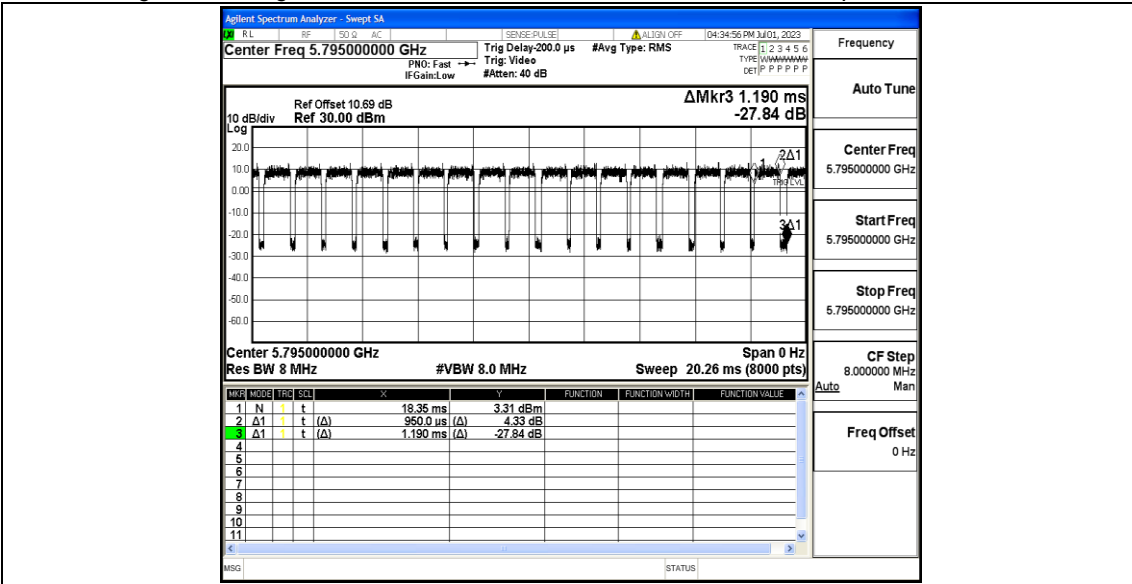 Agilent Spectrum Analyzer - Swept SA
RL RF 50 Ω AC SENSE:PULSE ALIGN OFF 04:34:56 PM Jul 01, 2023
Center Freq 5.795000000 GHz Trig Delay-200.0 µs #Avg Type: RMS TRACE 1 2 3 4 5 6
PNO: Fast Trig: Video TYPE
IFGain:Low #Atten: 40 dB DET P P P P P P
Frequency
Auto Tune
Ref Offset 10.69 dB ΔMkr3 1.190 ms
10 dB/div Ref 30.00 dBm -27.84 dB
Log
20.0
10.0
0.00
-10.0
-20.0
-30.0
-40.0
-50.0
-60.0
1 2Δ1
TRIG LVL
3Δ1
Center 5.795000000 GHz Span 0 Hz
Res BW 8 MHz #VBW 8.0 MHz Sweep 20.26 ms (8000 pts)
Center Freq
5.795000000 GHz
Start Freq
5.795000000 GHz
Stop Freq
5.795000000 GHz
CF Step
8.000000 MHz
Auto Man
Freq Offset
0 Hz
MKR MODE TRC SCL X Y FUNCTION FUNCTION WIDTH FUNCTION VALUE
1 N t 18.35 ms 3.31 dBm
2 Δ1 t (Δ) 950.0 µs (Δ) 4.33 dB
3 Δ1 t (Δ) 1.190 ms (Δ) -27.84 dB
4
5
6
7
8
9
10
11
MSG STATUS